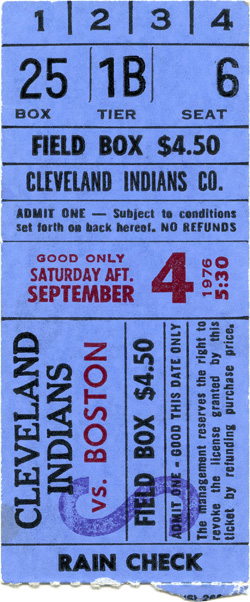 1 | 2 | 3 | 4
25 1B 6
BOX TIER SEAT
FIELD BOX $4.50
CLEVELAND INDIANS CO.
ADMIT ONE — Subject to conditions
set forth on back hereof. NO REFUNDS
GOOD ONLY
SATURDAY AFT.
SEPTEMBER
4
1976
5:30
CLEVELAND
INDIANS
vs. BOSTON
S
FIELD BOX $4.50
ADMIT ONE - GOOD THIS DATE ONLY
The management reserves the right to
revoke the license granted by this
ticket by refunding purchase price.
RAIN CHECK